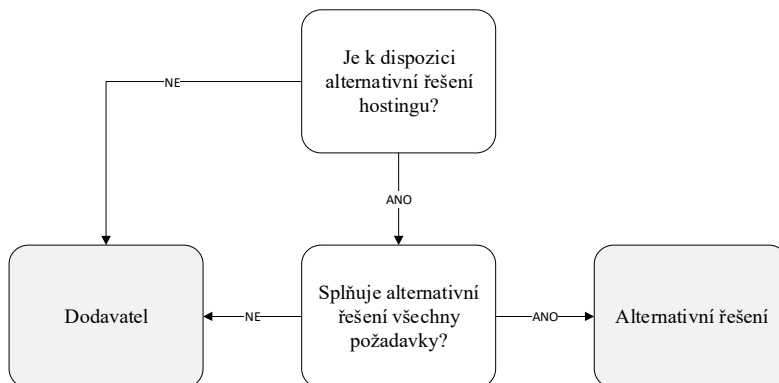 Je k dispozici
alternativní řešení
hostingu?
NE
ANO
Dodavatel
NE
Splňuje alternativní
řešení všechny
požadavky?
ANO
Alternativní řešení